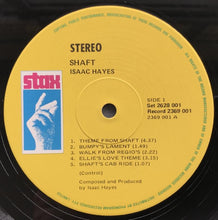 STEREO
SHAFT
ISAAC HAYES
stax
SIDE 1
Set 2628 001
Record 2369 001
2369 001 A
1. THEME FROM SHAFT (4.37)
2. BUMPY'S LAMENT (1.49)
3. WALK FROM REGIO'S (2.22)
4. ELLIE'S LOVE THEME (3.15)
5. SHAFT'S CAB RIDE (1.07)
(Control)
Composed and produced by
Isaac Hayes